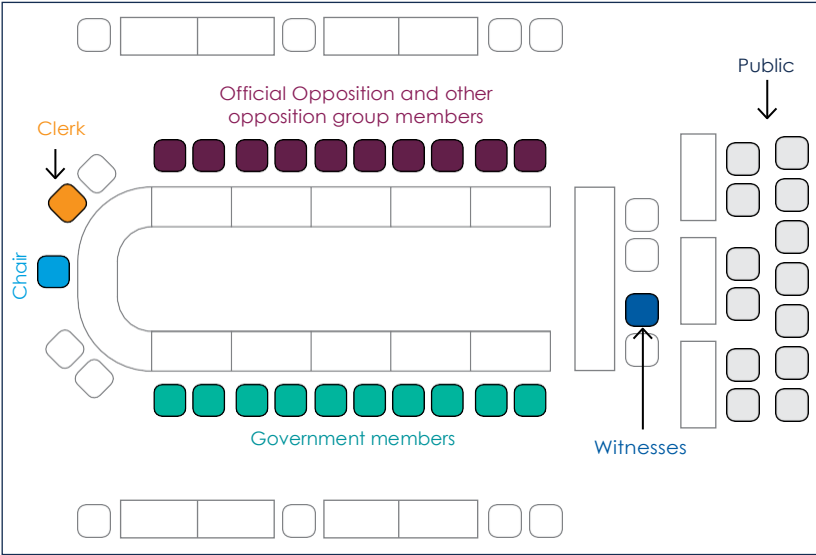 Public
Official Opposition and other
opposition group members
Clerk
Chair
Government members
Witnesses